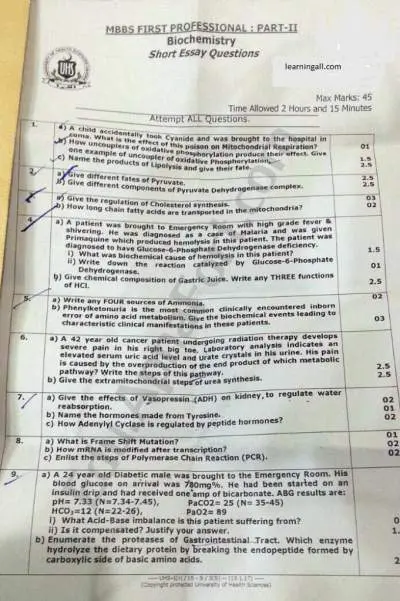 MBBS FIRST PROFESSIONAL : PART-II
Biochemistry
Short Essay Questions
learningall.com
UHS
Max Marks: 45
Time Allowed 2 Hours and 15 Minutes
Attempt ALL Questions.
1.
a) A child accidentally took Cyanide and was brought to the hospital in
coma. What is the effect of this poison on Mitochondrial Respiration? 01
b) How uncouplers of oxidative phosphorylation produce their effect. Give
one example of uncoupler of oxidative Phosphorylation. 1.5
c) Name the products of Lipolysis and give their fate. 2.5
2. a) Give different fates of Pyruvate. 2.5
b) Give different components of Pyruvate Dehydrogenase complex. 2.5
a) Give the regulation of Cholesterol synthesis. 03
b) How long chain fatty acids are transported in the mitochondria? 02
4. a) A patient was brought to Emergency Room with high grade fever &
shivering. He was diagnosed as a case of Malaria and was given
Primaquine which produced hemolysis in this patient. The patient was
diagnosed to have Glucose-6-Phosphate Dehydrogenase deficiency.
i) What was biochemical cause of hemolysis in this patient? 1.5
ii) Write down the reaction catalyzed by Glucose-6-Phosphate
Dehydrogenase. 01
b) Give chemical composition of Gastric Juice. Write any THREE functions
of HCl. 2.5
5. a) Write any FOUR sources of Ammonia. 02
b) Phenylketonuria is the most common clinically encountered inborn
error of amino acid metabolism. Give the biochemical events leading to
characteristic clinical manifestations in these patients. 03
6. a) A 42 year old cancer patient undergoing radiation therapy develops
severe pain in his right big toe, Laboratory analysis indicates an
elevated serum uric acid level and urate crystals in his urine. His pain
is caused by the overproduction of the end product of which metabolic
pathway? Write the steps of this pathway. 2.5
b) Give the extramitochondrial steps of urea synthesis. 2.5
7. a) Give the effects of Vasopressin (ADH) on kidney, to regulate water
reabsorption. 02
b) Name the hormones made from Tyrosine. 01
c) How Adenylyl Cyclase is regulated by peptide hormones? 02
8. a) What is Frame Shift Mutation? 01
b) How mRNA is modified after transcription? 02
c) Enlist the steps of Polymerase Chain Reaction (PCR). 02
9. a) A 24 year old Diabetic male was brought to the Emergency Room. His
blood glucose on arrival was 780mg%. He had been started on an
insulin drip and had received one amp of bicarbonate. ABG results are:
pH= 7.33 (N=7.34-7.45), PaCO2= 25 (N= 35-45)
HCO3=12 (N=22-26), PaO2= 89
i) What Acid-Base imbalance is this patient suffering from? 0
ii) Is it compensated? Justify your answer. 1.
b) Enumerate the proteases of Gastrointestinal Tract. Which enzyme
hydrolyze the dietary protein by breaking the endopeptide formed by
carboxylic side of basic amino acids. 2
(Copyright protected University of Health Sciences)